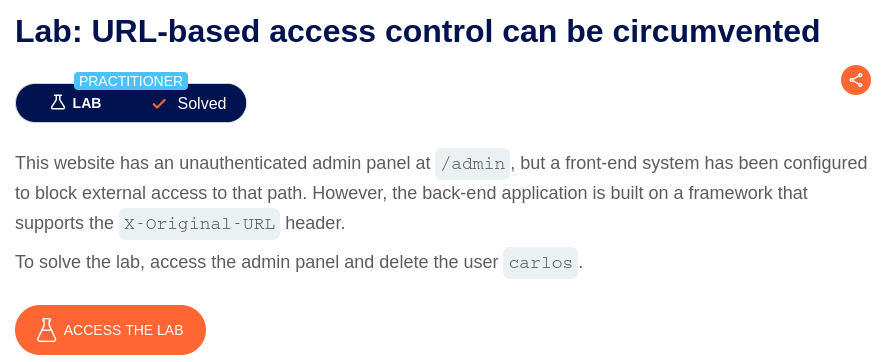 Lab: URL-based access control can be circumvented
PRACTITIONER
LAB Solved
This website has an unauthenticated admin panel at /admin, but a front-end system has been configured
to block external access to that path. However, the back-end application is built on a framework that
supports the X-Original-URL header.
To solve the lab, access the admin panel and delete the user carlos.
ACCESS THE LAB